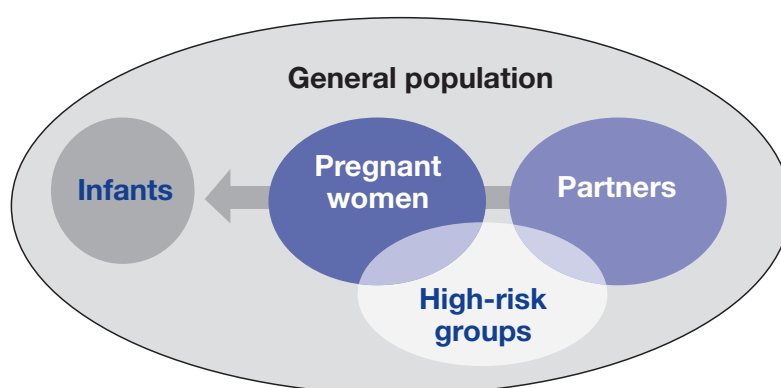 General population
Infants
Pregnant
women
Partners
High-risk
groups